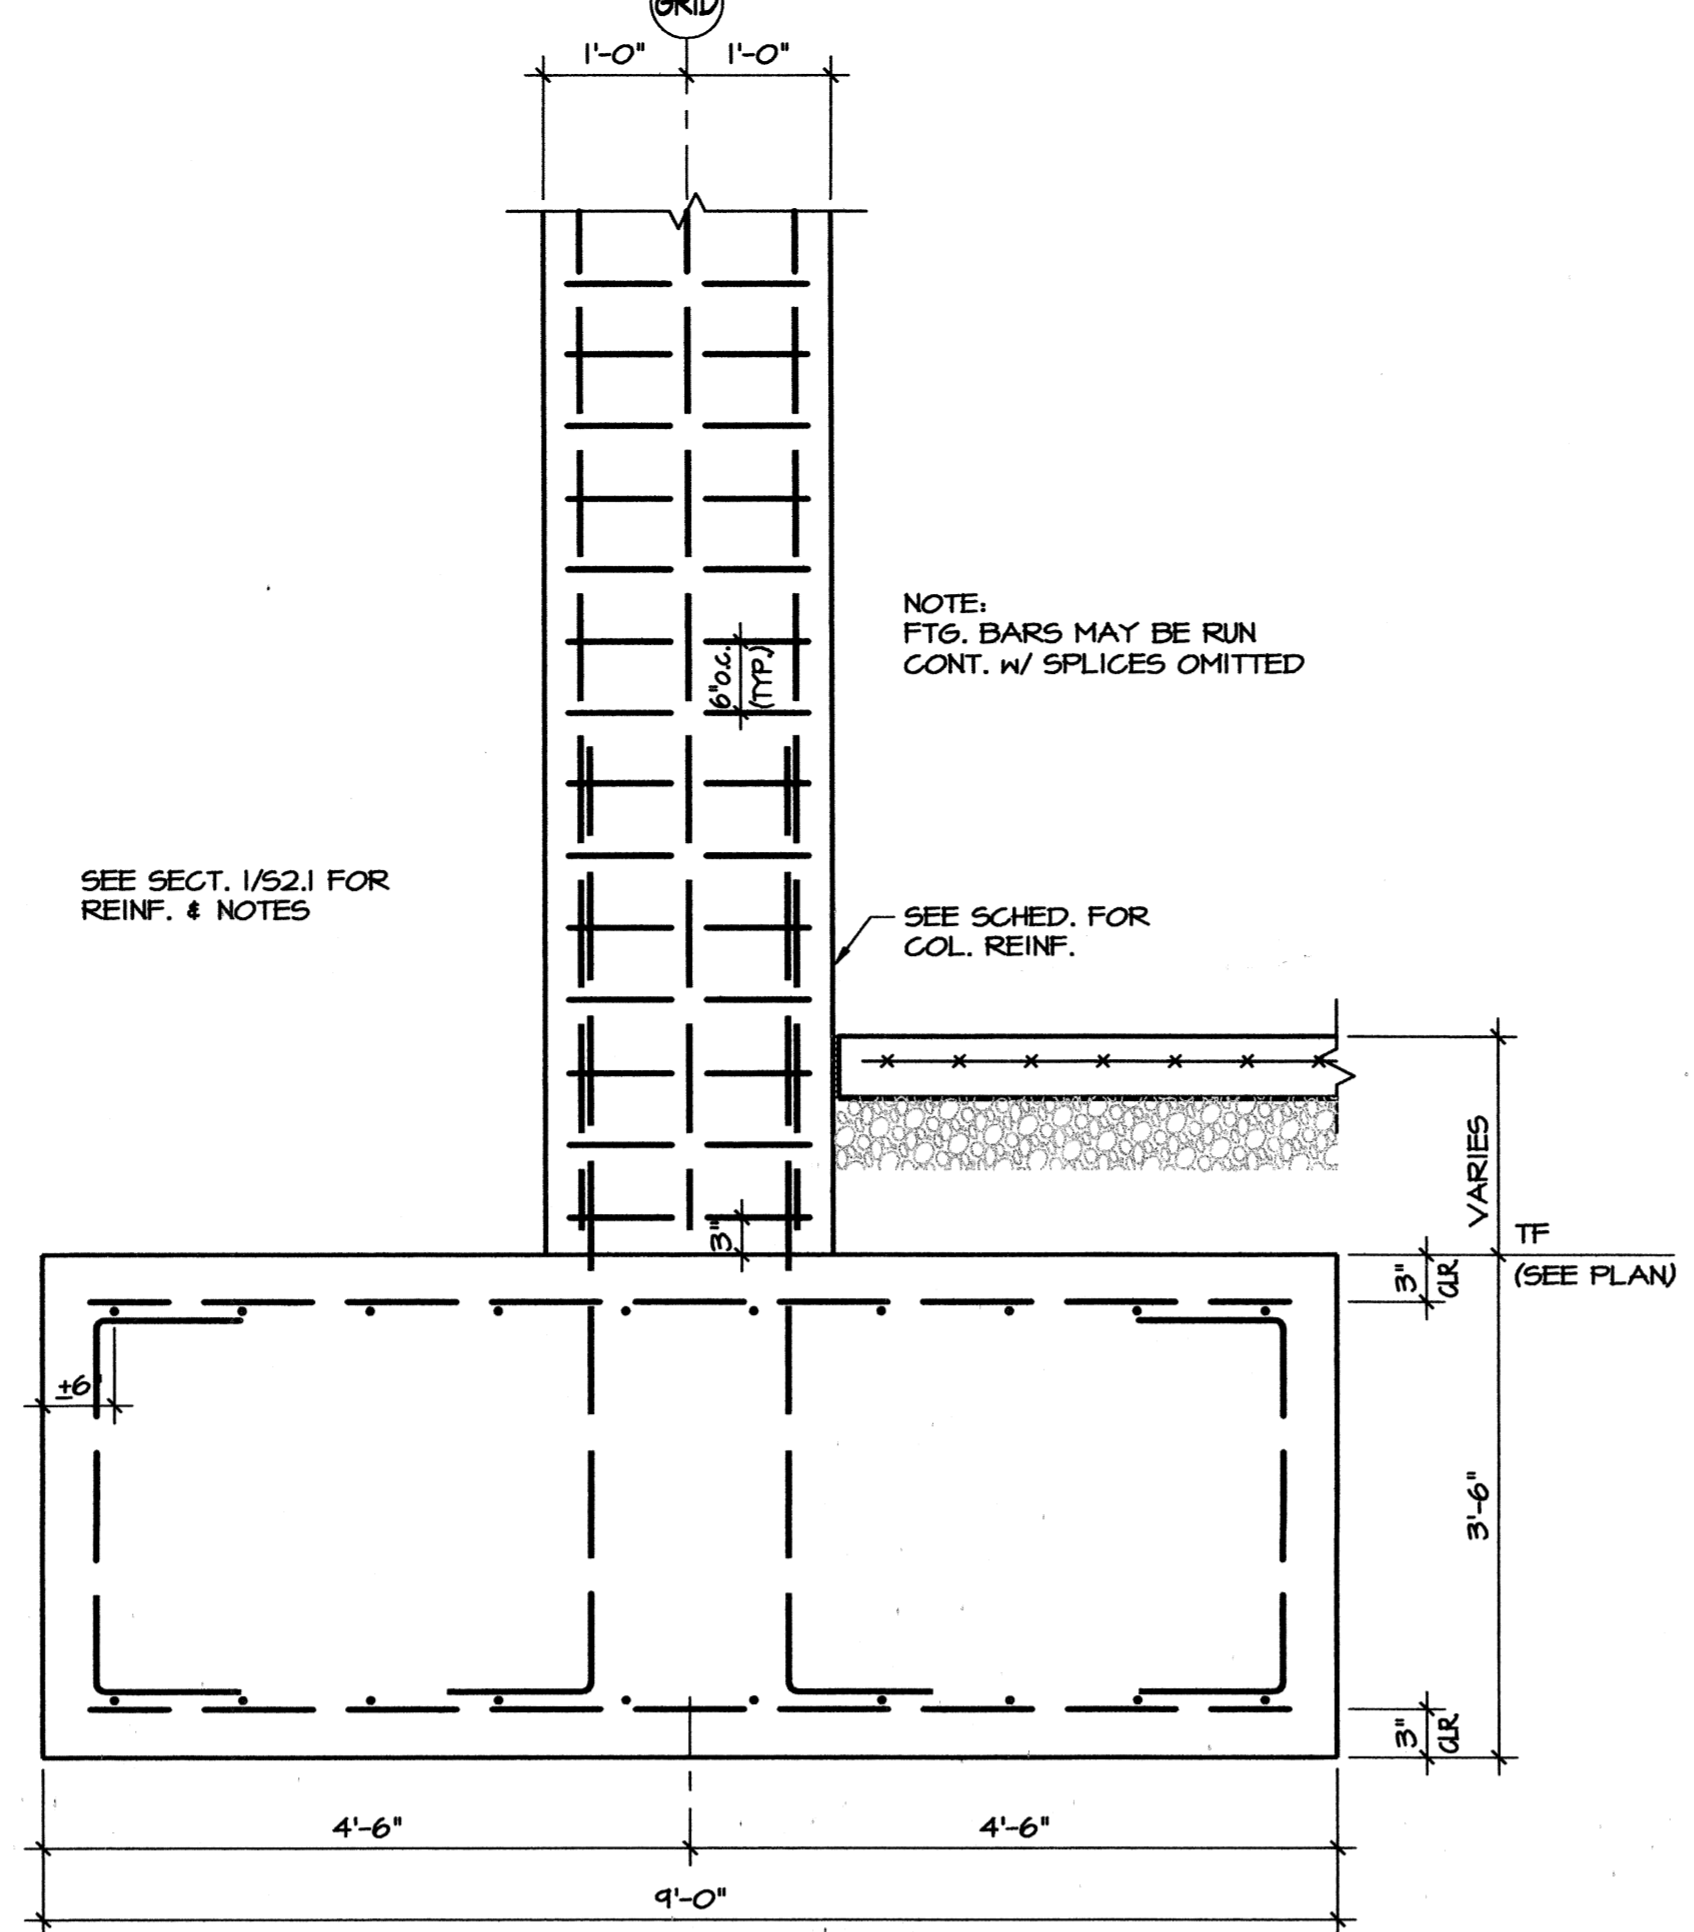 GRID
1'-0" 1'-0"
NOTE:
FTG. BARS MAY BE RUN
CONT. W/ SPLICES OMITTED
6"O.C.
(TYP.)
SEE SECT. 1/S2.1 FOR
REINF. & NOTES
SEE SCHED. FOR
COL. REINF.
VARIES
TF
(SEE PLAN)
3"
3"
CLR.
±6"
3'-6"
3"
CLR.
4'-6" 4'-6"
9'-0"